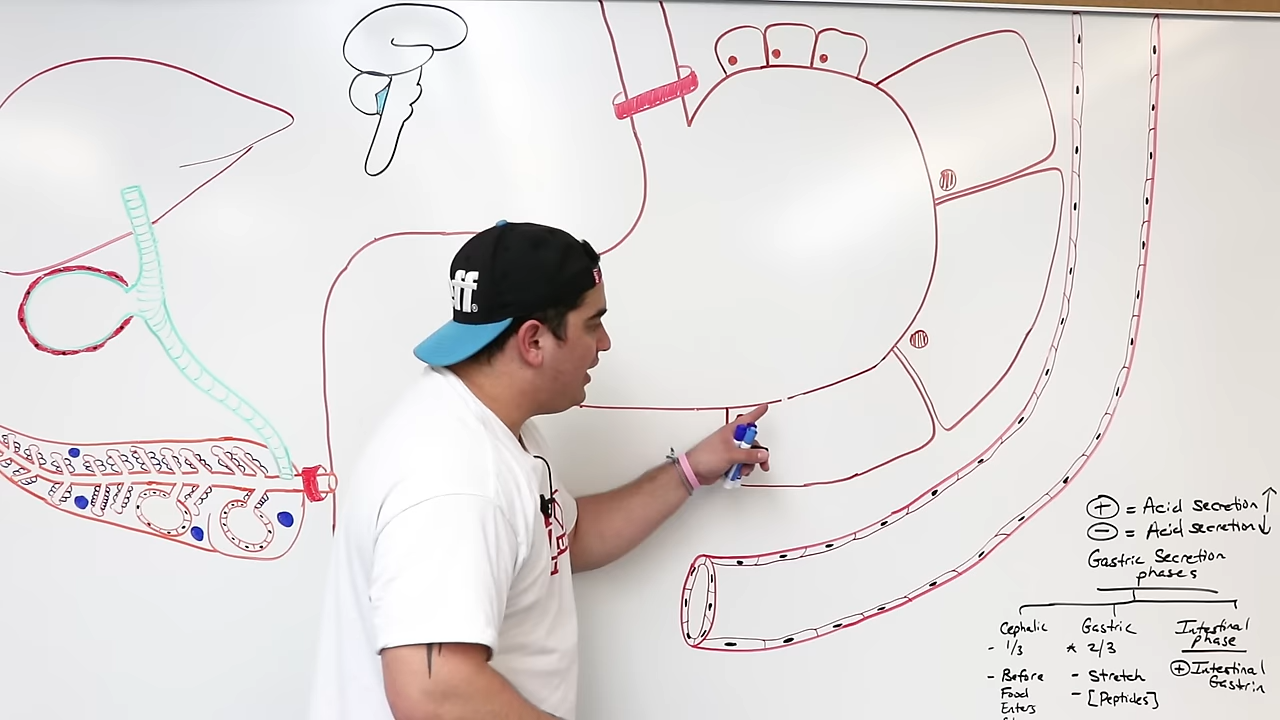 ff
+ = Acid secretion ↑
- = Acid secretion ↓
Gastric Secretion
phases
Cephalic
- 1/3
- Before
Food
Enters
Gastric
* 2/3
- Stretch
- [Peptides]
Intestinal
phase
+ Intestinal
Gastrin